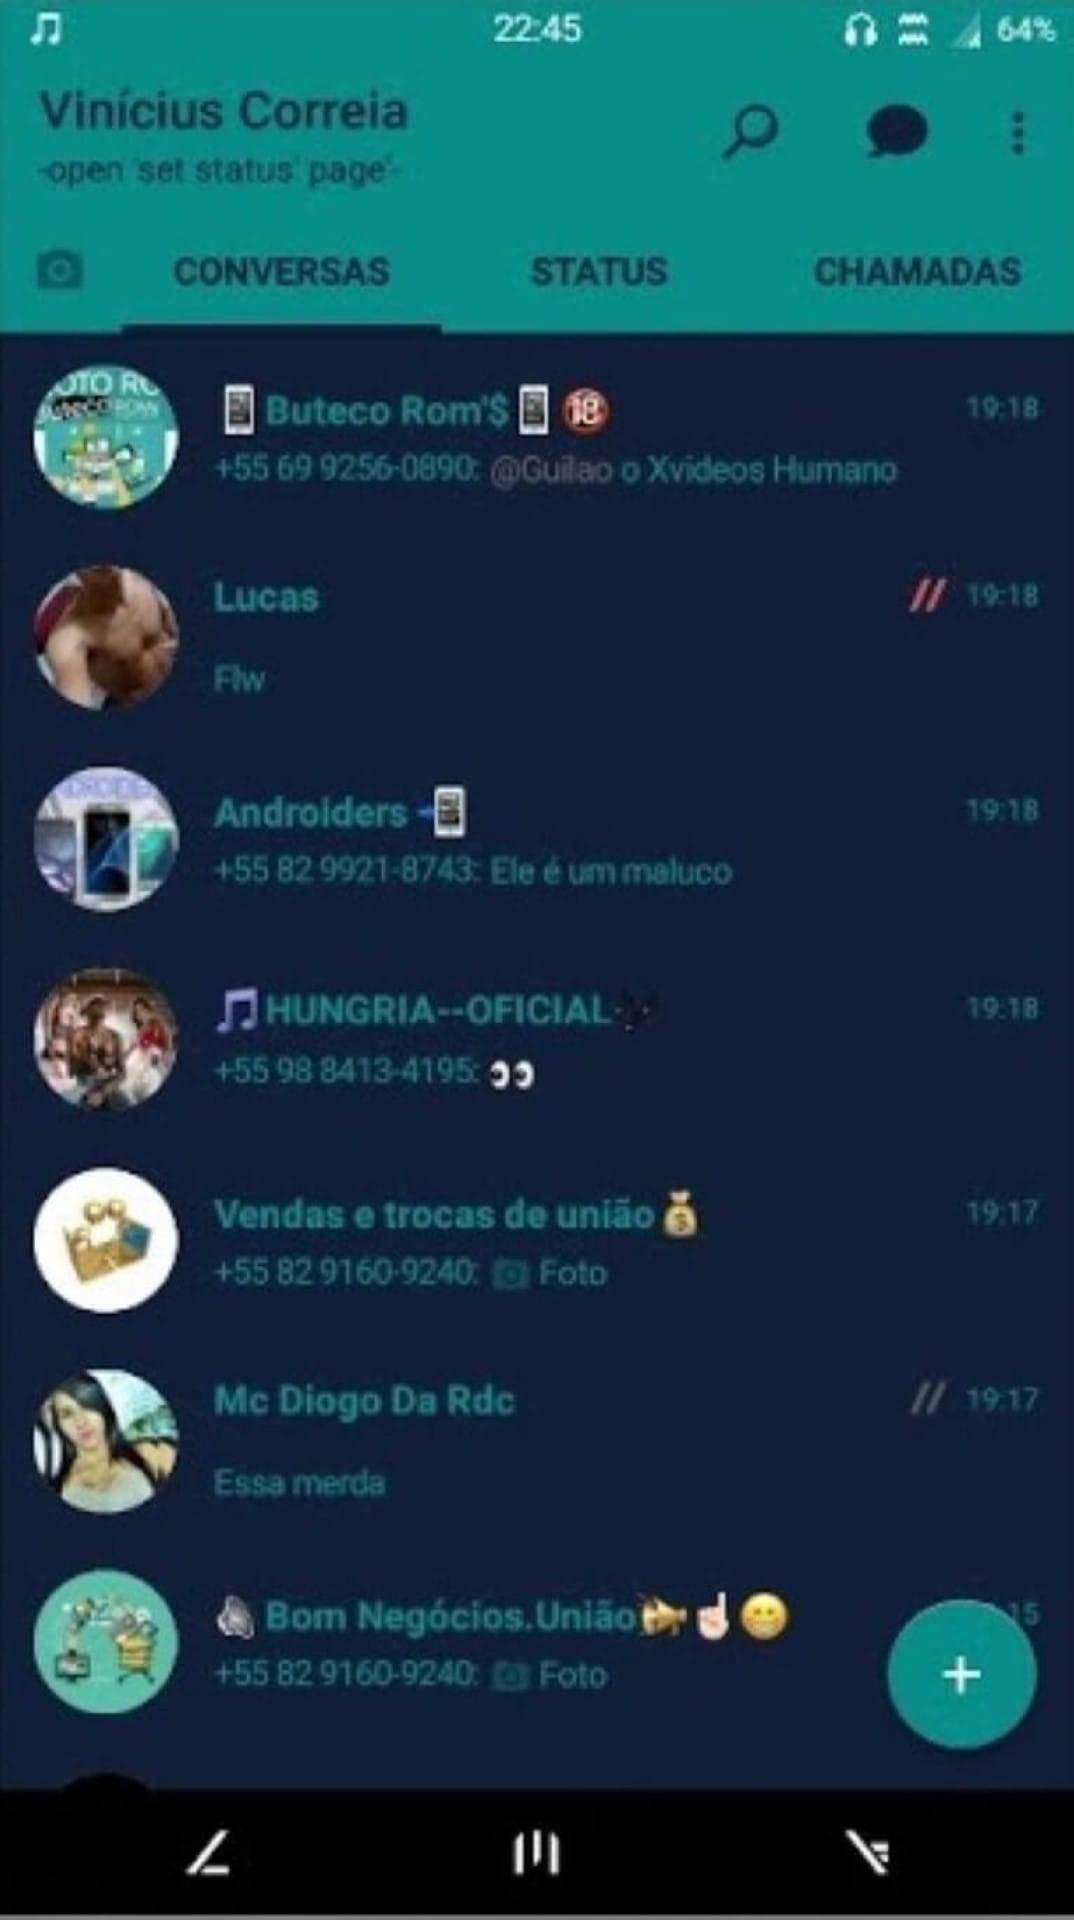 22:45 64%
Vinícius Correia
-open 'set status' page'-
CONVERSAS STATUS CHAMADAS
📱Buteco Rom'$📱🔞 19:18
+55 69 9256-0890: @Guilao o Xvideos Humano
Lucas // 19:18
Flw
Androiders 📲 19:18
+55 82 9921-8743: Ele é um maluco
🎵HUNGRIA--OFICIAL 19:18
+55 98 8413-4195: 👀
Vendas e trocas de união💰 19:17
+55 82 9160-9240: 📷 Foto
Mc Diogo Da Rdc // 19:17
Essa merda
Bom Negócios.União📣☝🏻😁 15
+55 82 9160-9240: 📷 Foto
+